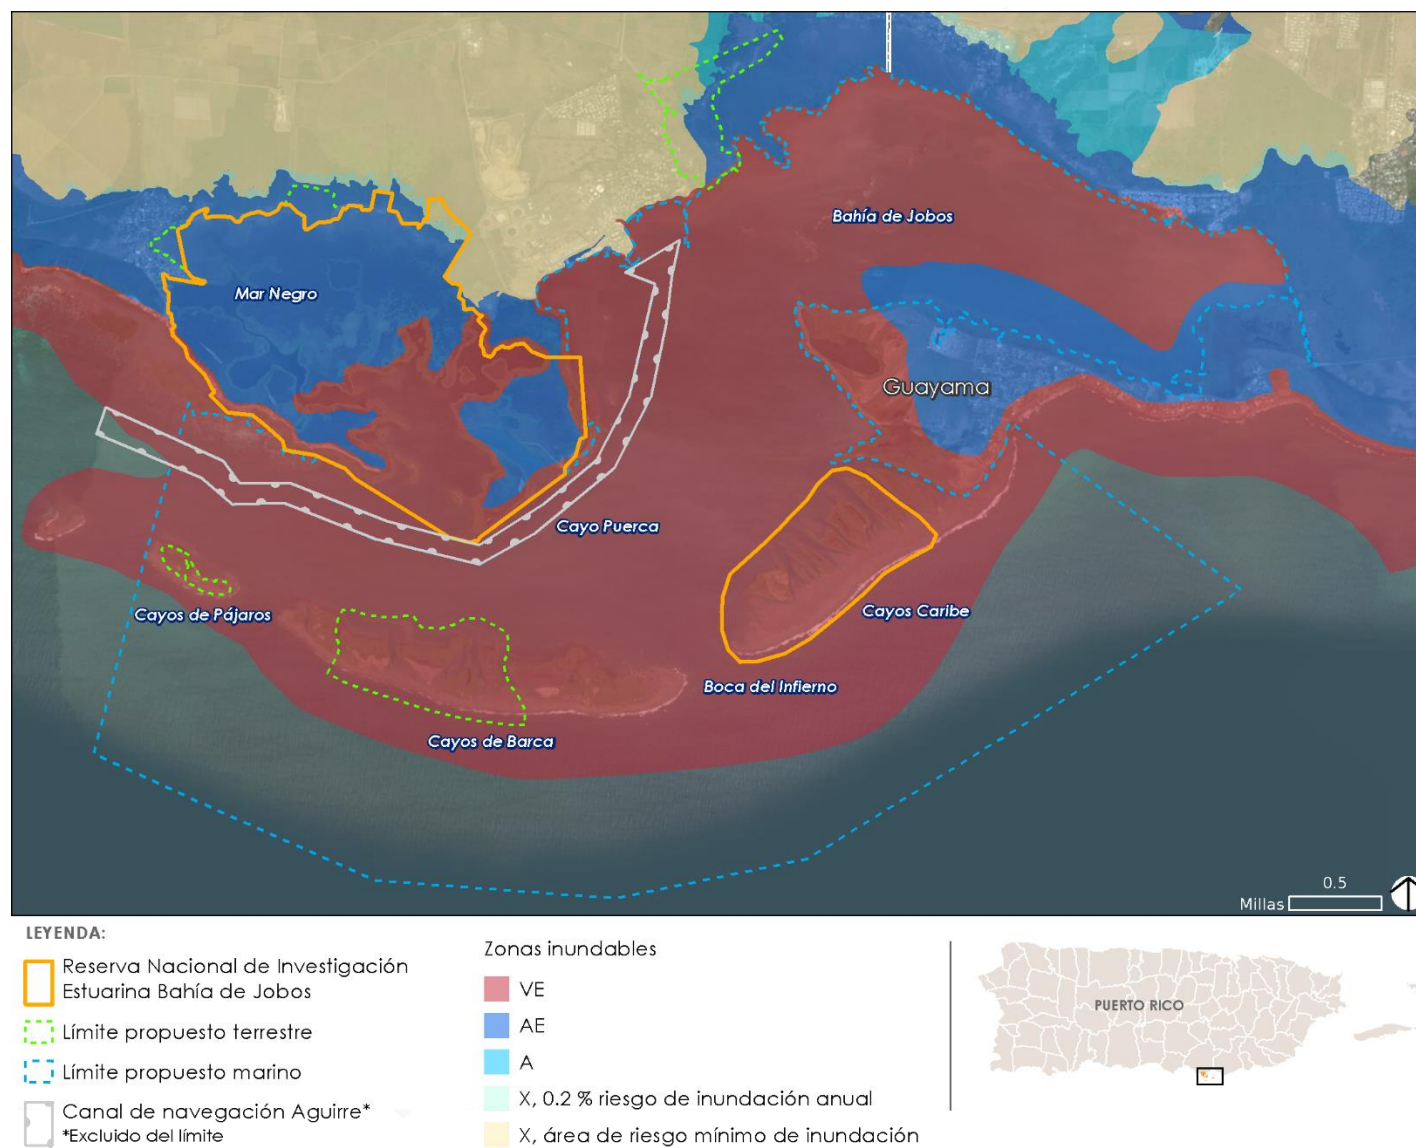 Bahía de Jobos
Mar Negro
Guayama
Cayo Puerca
Cayos de Pájaros
Cayos Caribe
Boca del Infierno
Cayos de Barca
0.5
Millas
LEYENDA:
Reserva Nacional de Investigación
Estuarina Bahía de Jobos
Límite propuesto terrestre
Límite propuesto marino
Canal de navegación Aguirre*
*Excluido del límite
Zonas inundables
VE
AE
A
X, 0.2 % riesgo de inundación anual
X, área de riesgo mínimo de inundación
PUERTO RICO